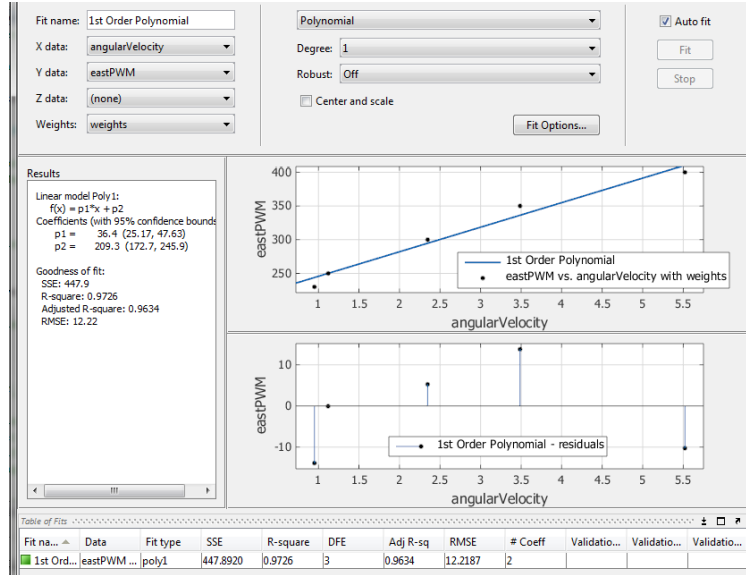 Fit name: 1st Order Polynomial
X data: angularVelocity
Y data: eastPWM
Z data: (none)
Weights: weights
Polynomial
Degree: 1
Robust: Off
Center and scale
Fit Options...
Auto fit
Fit
Stop
Results
Linear model Poly1:
f(x) = p1*x + p2
Coefficients (with 95% confidence bounds
p1 = 36.4 (25.17, 47.63)
p2 = 209.3 (172.7, 245.9)
Goodness of fit:
SSE: 447.9
R-square: 0.9726
Adjusted R-square: 0.9634
RMSE: 12.22
400
350
300
250
eastPWM
1st Order Polynomial
eastPWM vs. angularVelocity with weights
1 1.5 2 2.5 3 3.5 4 4.5 5 5.5
angularVelocity
10
0
-10
eastPWM
1st Order Polynomial - residuals
1 1.5 2 2.5 3 3.5 4 4.5 5 5.5
angularVelocity
Table of Fits
Fit na... Data Fit type SSE R-square DFE Adj R-sq RMSE # Coeff Validatio... Validatio... Validatio...
1st Ord... eastPWM ... poly1 447.8920 0.9726 3 0.9634 12.2187 2